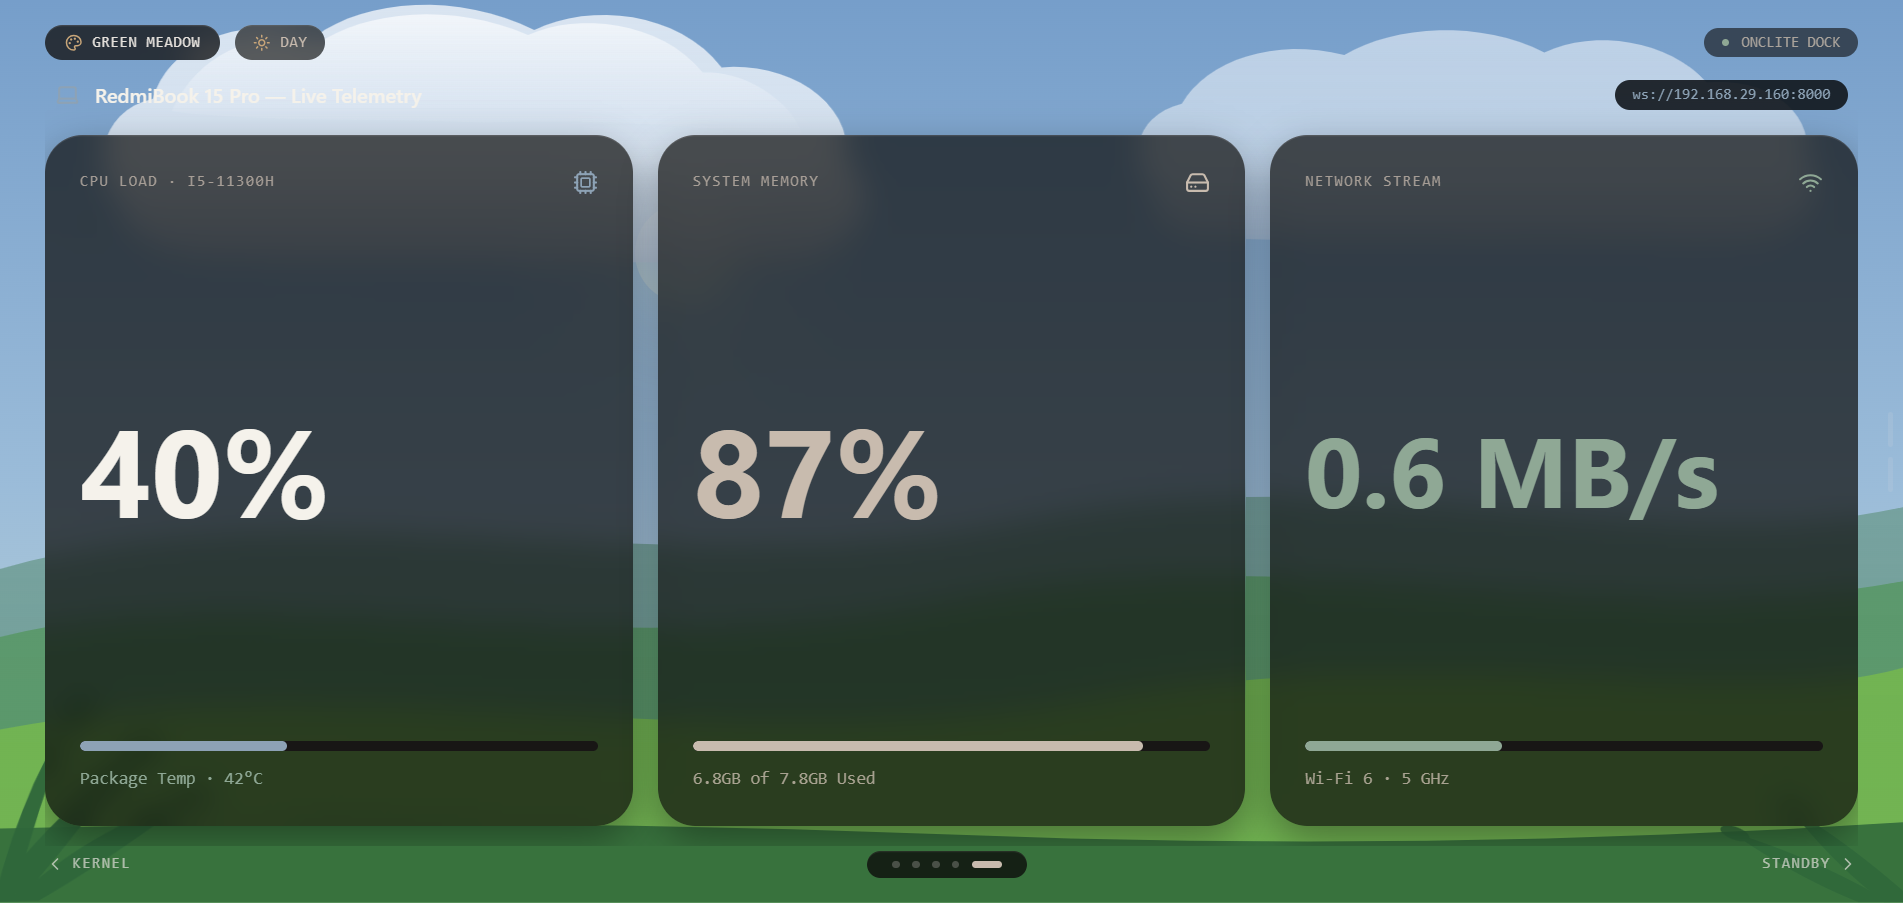 GREEN MEADOW
DAY
ONCLITE DOCK
RedmiBook 15 Pro — Live Telemetry
ws://192.168.29.160:8000
CPU LOAD · I5-11300H
40%
Package Temp · 42°C
SYSTEM MEMORY
87%
6.8GB of 7.8GB Used
NETWORK STREAM
0.6 MB/s
Wi-Fi 6 · 5 GHz
KERNEL
STANDBY